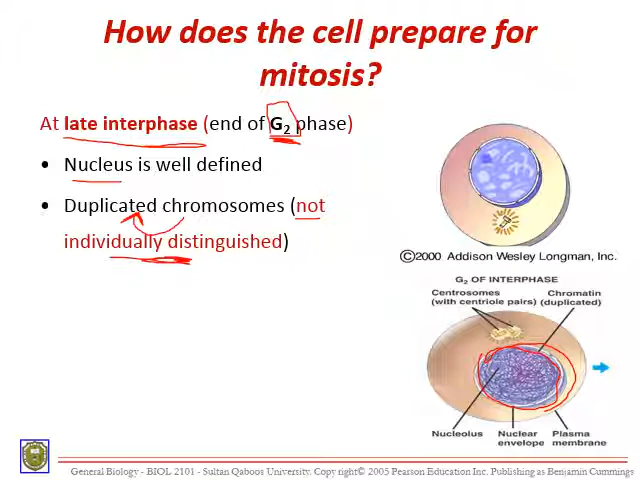 How does the cell prepare for
mitosis?
At late interphase (end of G2 phase)
• Nucleus is well defined
• Duplicated chromosomes (not
individually distinguished)
©2000 Addison Wesley Longman, Inc.
G2 OF INTERPHASE
Centrosomes
(with centriole pairs)
Chromatin
(duplicated)
Nucleolus
Nuclear
envelope
Plasma
membrane
General Biology - BIOL 2101 - Sultan Qaboos University. Copyright© 2005 Pearson Education Inc. Publishing as Benjamin Cummings